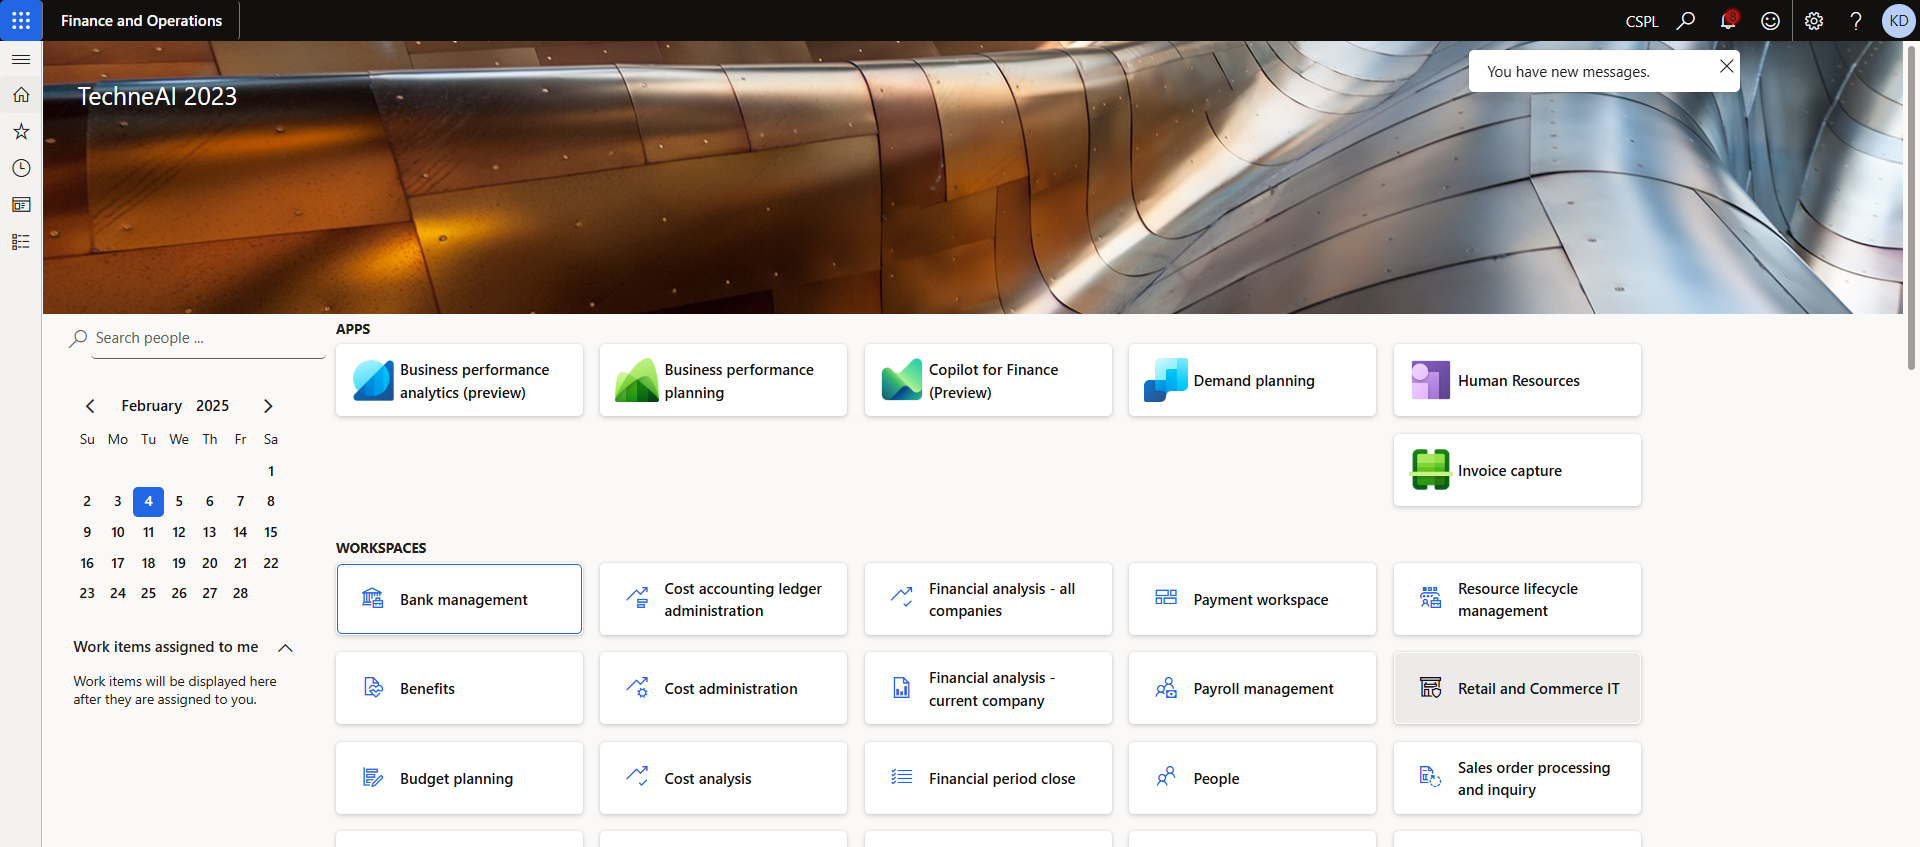 Finance and Operations
CSPL
8
KD
TechneAI 2023
You have new messages.
Search people ...
February 2025
Su Mo Tu We Th Fr Sa
1
2 3 4 5 6 7 8
9 10 11 12 13 14 15
16 17 18 19 20 21 22
23 24 25 26 27 28
Work items assigned to me
Work items will be displayed here
after they are assigned to you.
APPS
Business performance
analytics (preview)
Business performance
planning
Copilot for Finance
(Preview)
Demand planning
Human Resources
Invoice capture
WORKSPACES
Bank management
Cost accounting ledger
administration
Financial analysis - all
companies
Payment workspace
Resource lifecycle
management
Benefits
Cost administration
Financial analysis -
current company
Payroll management
Retail and Commerce IT
Budget planning
Cost analysis
Financial period close
People
Sales order processing
and inquiry